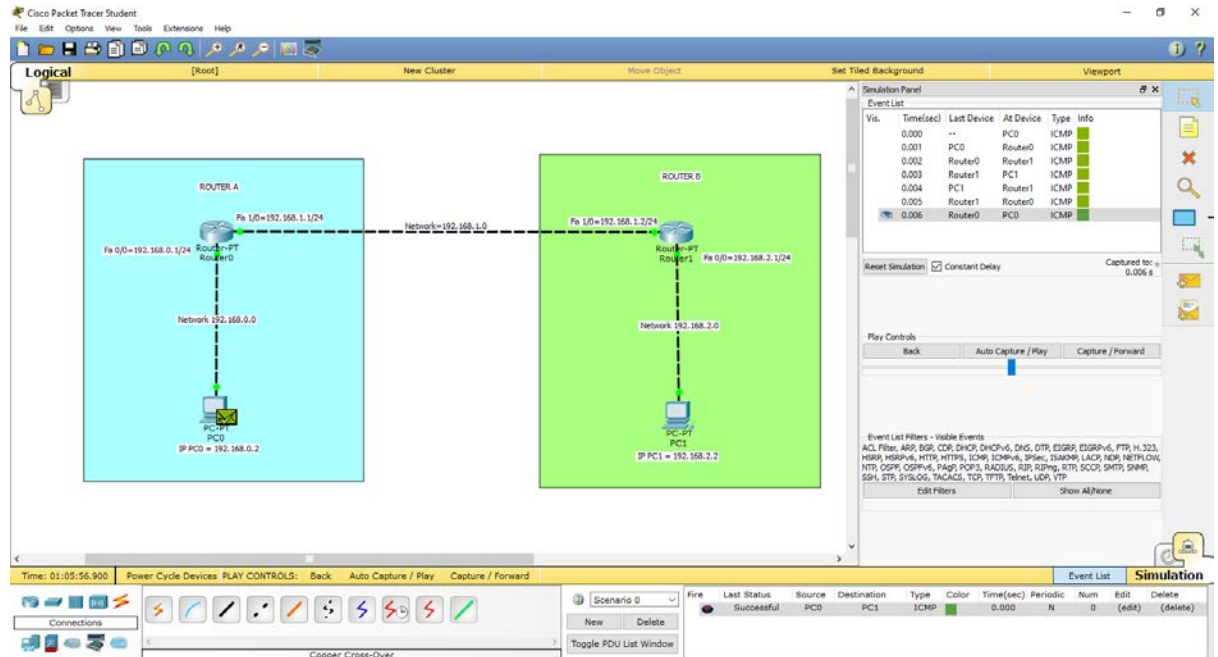 Cisco Packet Tracer Student
File Edit Options View Tools Extensions Help
Logical [Root] New Cluster Move Object Set Tiled Background Viewport
ROUTER A
Fa 1/0=192.168.1.1/24
Fa 0/0=192.168.0.1/24
Router-PT
Router0
Network 192.168.0.0
PC-PT
PC0
IP PC0 = 192.168.0.2
Network=192.168.1.0
ROUTER B
Fa 1/0=192.168.1.2/24
Router-PT
Router1
Fa 0/0=192.168.2.1/24
Network 192.168.2.0
PC-PT
PC1
IP PC1 = 192.168.2.2
Simulation Panel
Event List
Vis. Time(sec) Last Device At Device Type Info
0.000 -- PC0 ICMP
0.001 PC0 Router0 ICMP
0.002 Router0 Router1 ICMP
0.003 Router1 PC1 ICMP
0.004 PC1 Router1 ICMP
0.005 Router1 Router0 ICMP
0.006 Router0 PC0 ICMP
Reset Simulation Constant Delay Captured to:
0.006 s
Play Controls
Back Auto Capture / Play Capture / Forward
Event List Filters - Visible Events
ACL Filter, ARP, BGP, CDP, DHCP, DHCPv6, DNS, DTP, EIGRP, EIGRPv6, FTP, H.323,
HSRP, HSRPv6, HTTP, HTTPS, ICMP, ICMPv6, IPSec, ISAKMP, LACP, NDP, NETFLOW,
NTP, OSPF, OSPFv6, PAgP, POP3, RADIUS, RIP, RIPng, RTP, SCCP, SMTP, SNMP,
SSH, STP, SYSLOG, TACACS, TCP, TFTP, Telnet, UDP, VTP
Edit Filters Show All/None
Time: 01:05:56.900 Power Cycle Devices PLAY CONTROLS: Back Auto Capture / Play Capture / Forward Event List Simulation
Connections
Copper Cross-Over
Scenario 0
New Delete
Toggle PDU List Window
Fire Last Status Source Destination Type Color Time(sec) Periodic Num Edit Delete
Successful PC0 PC1 ICMP 0.000 N 0 (edit) (delete)